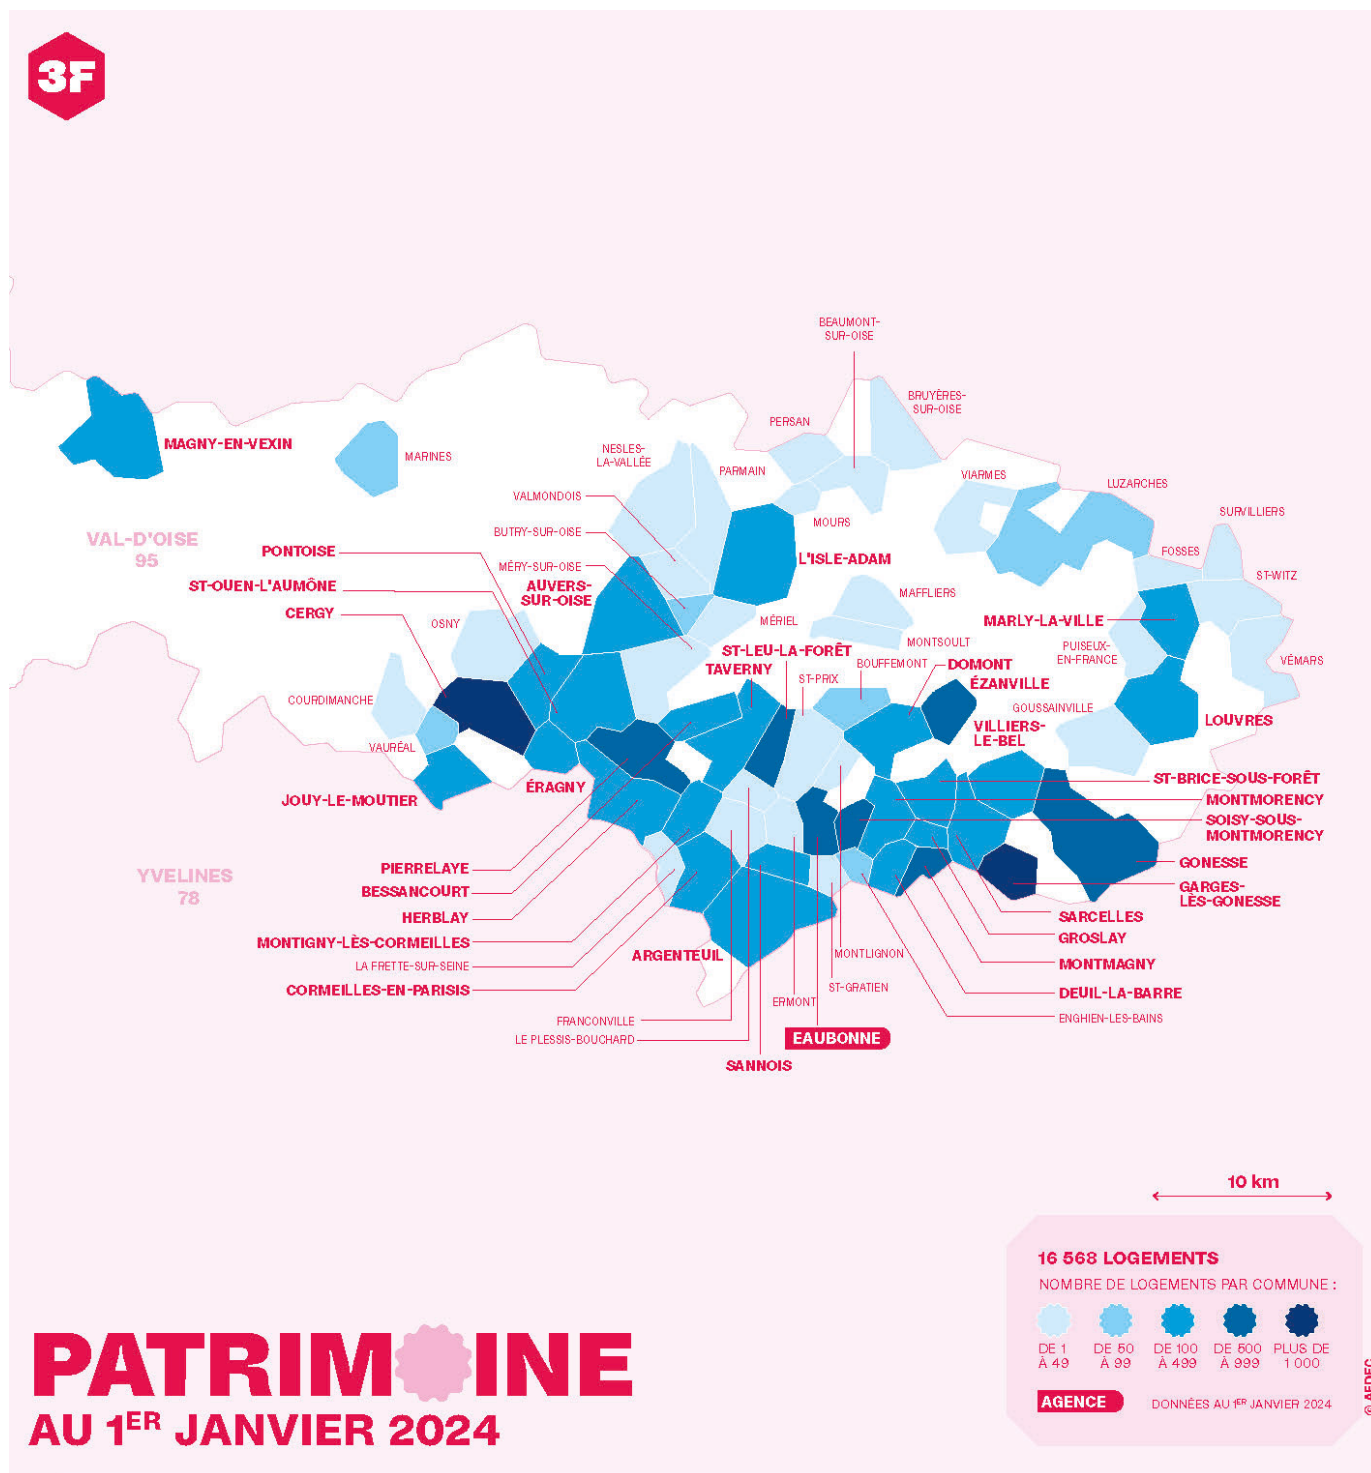 3F
BEAUMONT-
SUR-OISE
BRUYÈRES-
SUR-OISE
PERSAN
MAGNY-EN-VEXIN
MARINES
NESLES-
LA-VALLÉE
PARMAIN
VIARMES
LUZARCHES
VALMONDOIS
MOURS
SURVILLIERS
VAL-D'OISE
95
BUTRY-SUR-OISE
PONTOISE
L'ISLE-ADAM
FOSSES
MÉRY-SUR-OISE
ST-WITZ
ST-OUEN-L'AUMÔNE
AUVERS-
SUR-OISE
MAFFLIERS
CERGY
OSNY
MÉRIEL
MARLY-LA-VILLE
MONTSOULT
PUISEUX-
EN-FRANCE
VÉMARS
ST-LEU-LA-FORÊT
TAVERNY
BOUFFEMONT
DOMONT
ST-PRIX
ÉZANVILLE
COURDIMANCHE
GOUSSAINVILLE
LOUVRES
VILLIERS-
LE-BEL
VAURÉAL
ST-BRICE-SOUS-FORÊT
ÉRAGNY
JOUY-LE-MOUTIER
MONTMORENCY
SOISY-SOUS-
MONTMORENCY
GONESSE
PIERRELAYE
YVELINES
78
BESSANCOURT
GARGES-
LÈS-GONESSE
HERBLAY
SARCELLES
GROSLAY
MONTIGNY-LÈS-CORMEILLES
ARGENTEUIL
MONTLIGNON
LA FRETTE-SUR-SEINE
MONTMAGNY
CORMEILLES-EN-PARISIS
ST-GRATIEN
DEUIL-LA-BARRE
ERMONT
FRANCONVILLE
ENGHIEN-LES-BAINS
LE PLESSIS-BOUCHARD
EAUBONNE
SANNOIS
10 km
16 568 LOGEMENTS
NOMBRE DE LOGEMENTS PAR COMMUNE :
DE 1
À 49
DE 50
À 99
DE 100
À 499
DE 500
À 999
PLUS DE
1 000
AGENCE
DONNÉES AU 1ER JANVIER 2024
© AEDEC
PATRIMOINE
AU 1ER JANVIER 2024